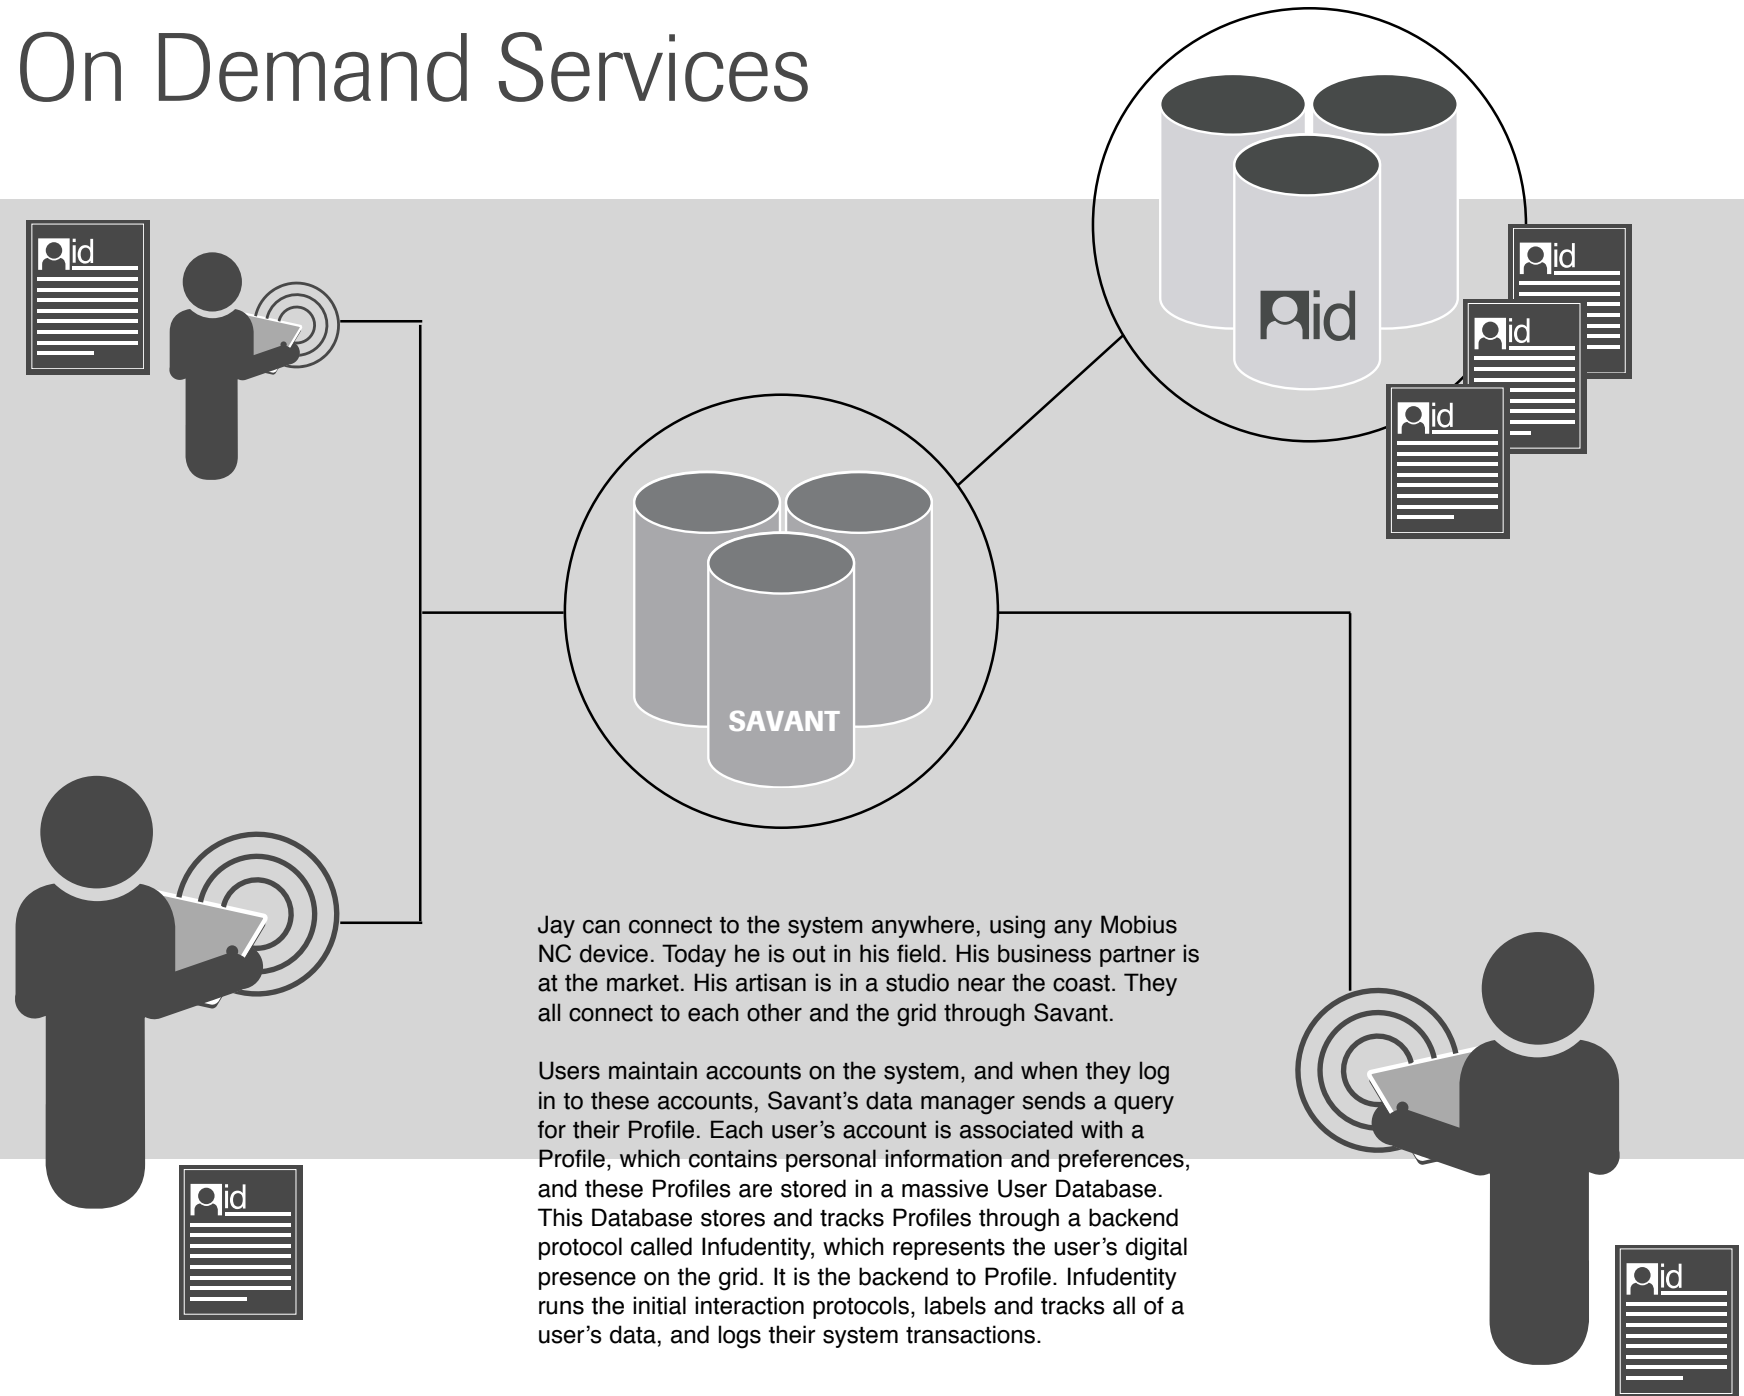 On Demand Services
id
id
id
id
id
SAVANT
Jay can connect to the system anywhere, using any Mobius
NC device. Today he is out in his field. His business partner is
at the market. His artisan is in a studio near the coast. They
all connect to each other and the grid through Savant.
Users maintain accounts on the system, and when they log
in to these accounts, Savant’s data manager sends a query
for their Profile. Each user’s account is associated with a
Profile, which contains personal information and preferences,
and these Profiles are stored in a massive User Database.
This Database stores and tracks Profiles through a backend
protocol called Infudentity, which represents the user’s digital
presence on the grid. It is the backend to Profile. Infudentity
runs the initial interaction protocols, labels and tracks all of a
user’s data, and logs their system transactions.
id
id